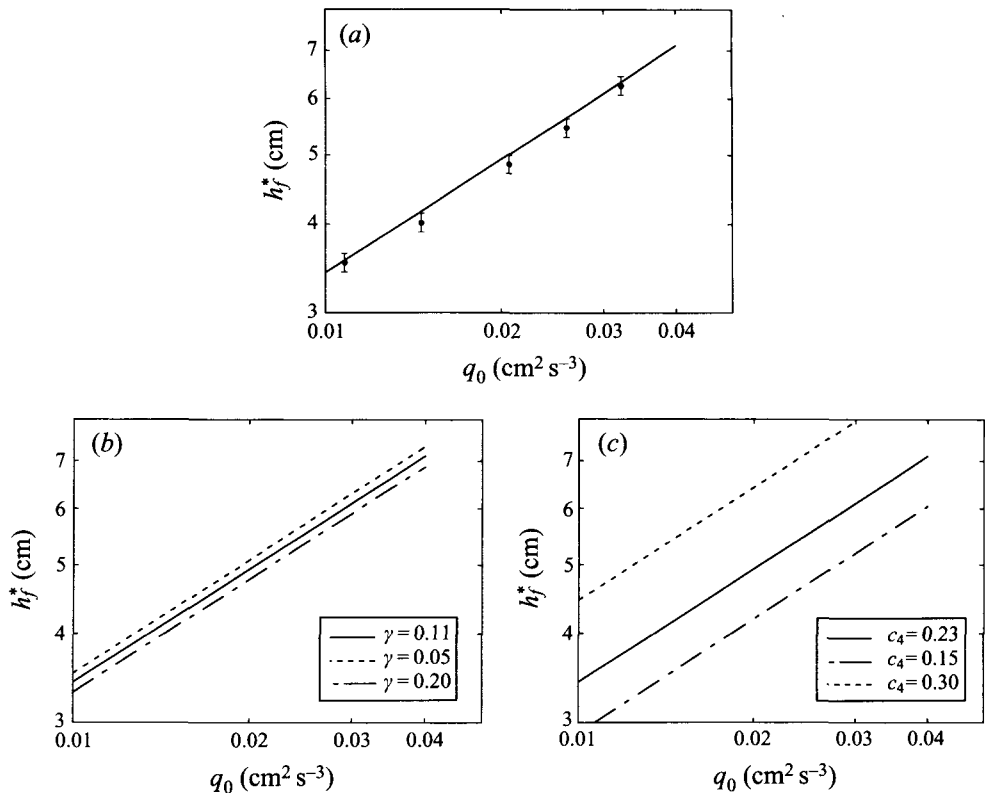 (a)
7
6
5
4
3
h_f^* (cm)
0.01 0.02 0.03 0.04
q_0 (cm^2 s^{-3})
(b)
7
6
5
4
3
h_f^* (cm)
γ = 0.11
γ = 0.05
γ = 0.20
0.01 0.02 0.03 0.04
q_0 (cm^2 s^{-3})
(c)
7
6
5
4
3
h_f^* (cm)
c_4 = 0.23
c_4 = 0.15
c_4 = 0.30
0.01 0.02 0.03 0.04
q_0 (cm^2 s^{-3})